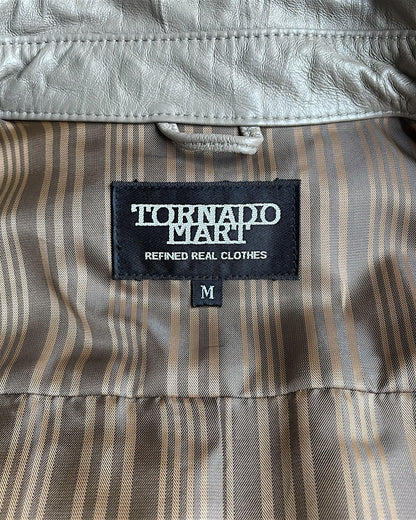 TORNADO
MART
REFINED REAL CLOTHES
M